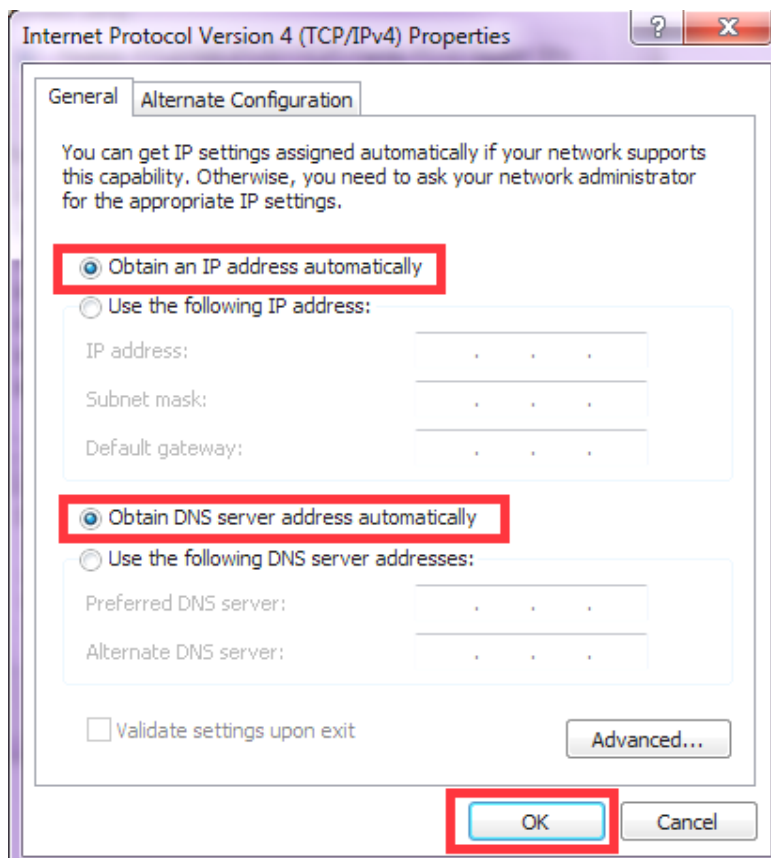 Internet Protocol Version 4 (TCP/IPv4) Properties
?
X
General
Alternate Configuration
You can get IP settings assigned automatically if your network supports
this capability. Otherwise, you need to ask your network administrator
for the appropriate IP settings.
Obtain an IP address automatically
Use the following IP address:
IP address:
Subnet mask:
Default gateway:
Obtain DNS server address automatically
Use the following DNS server addresses:
Preferred DNS server:
Alternate DNS server:
Validate settings upon exit
Advanced...
OK
Cancel